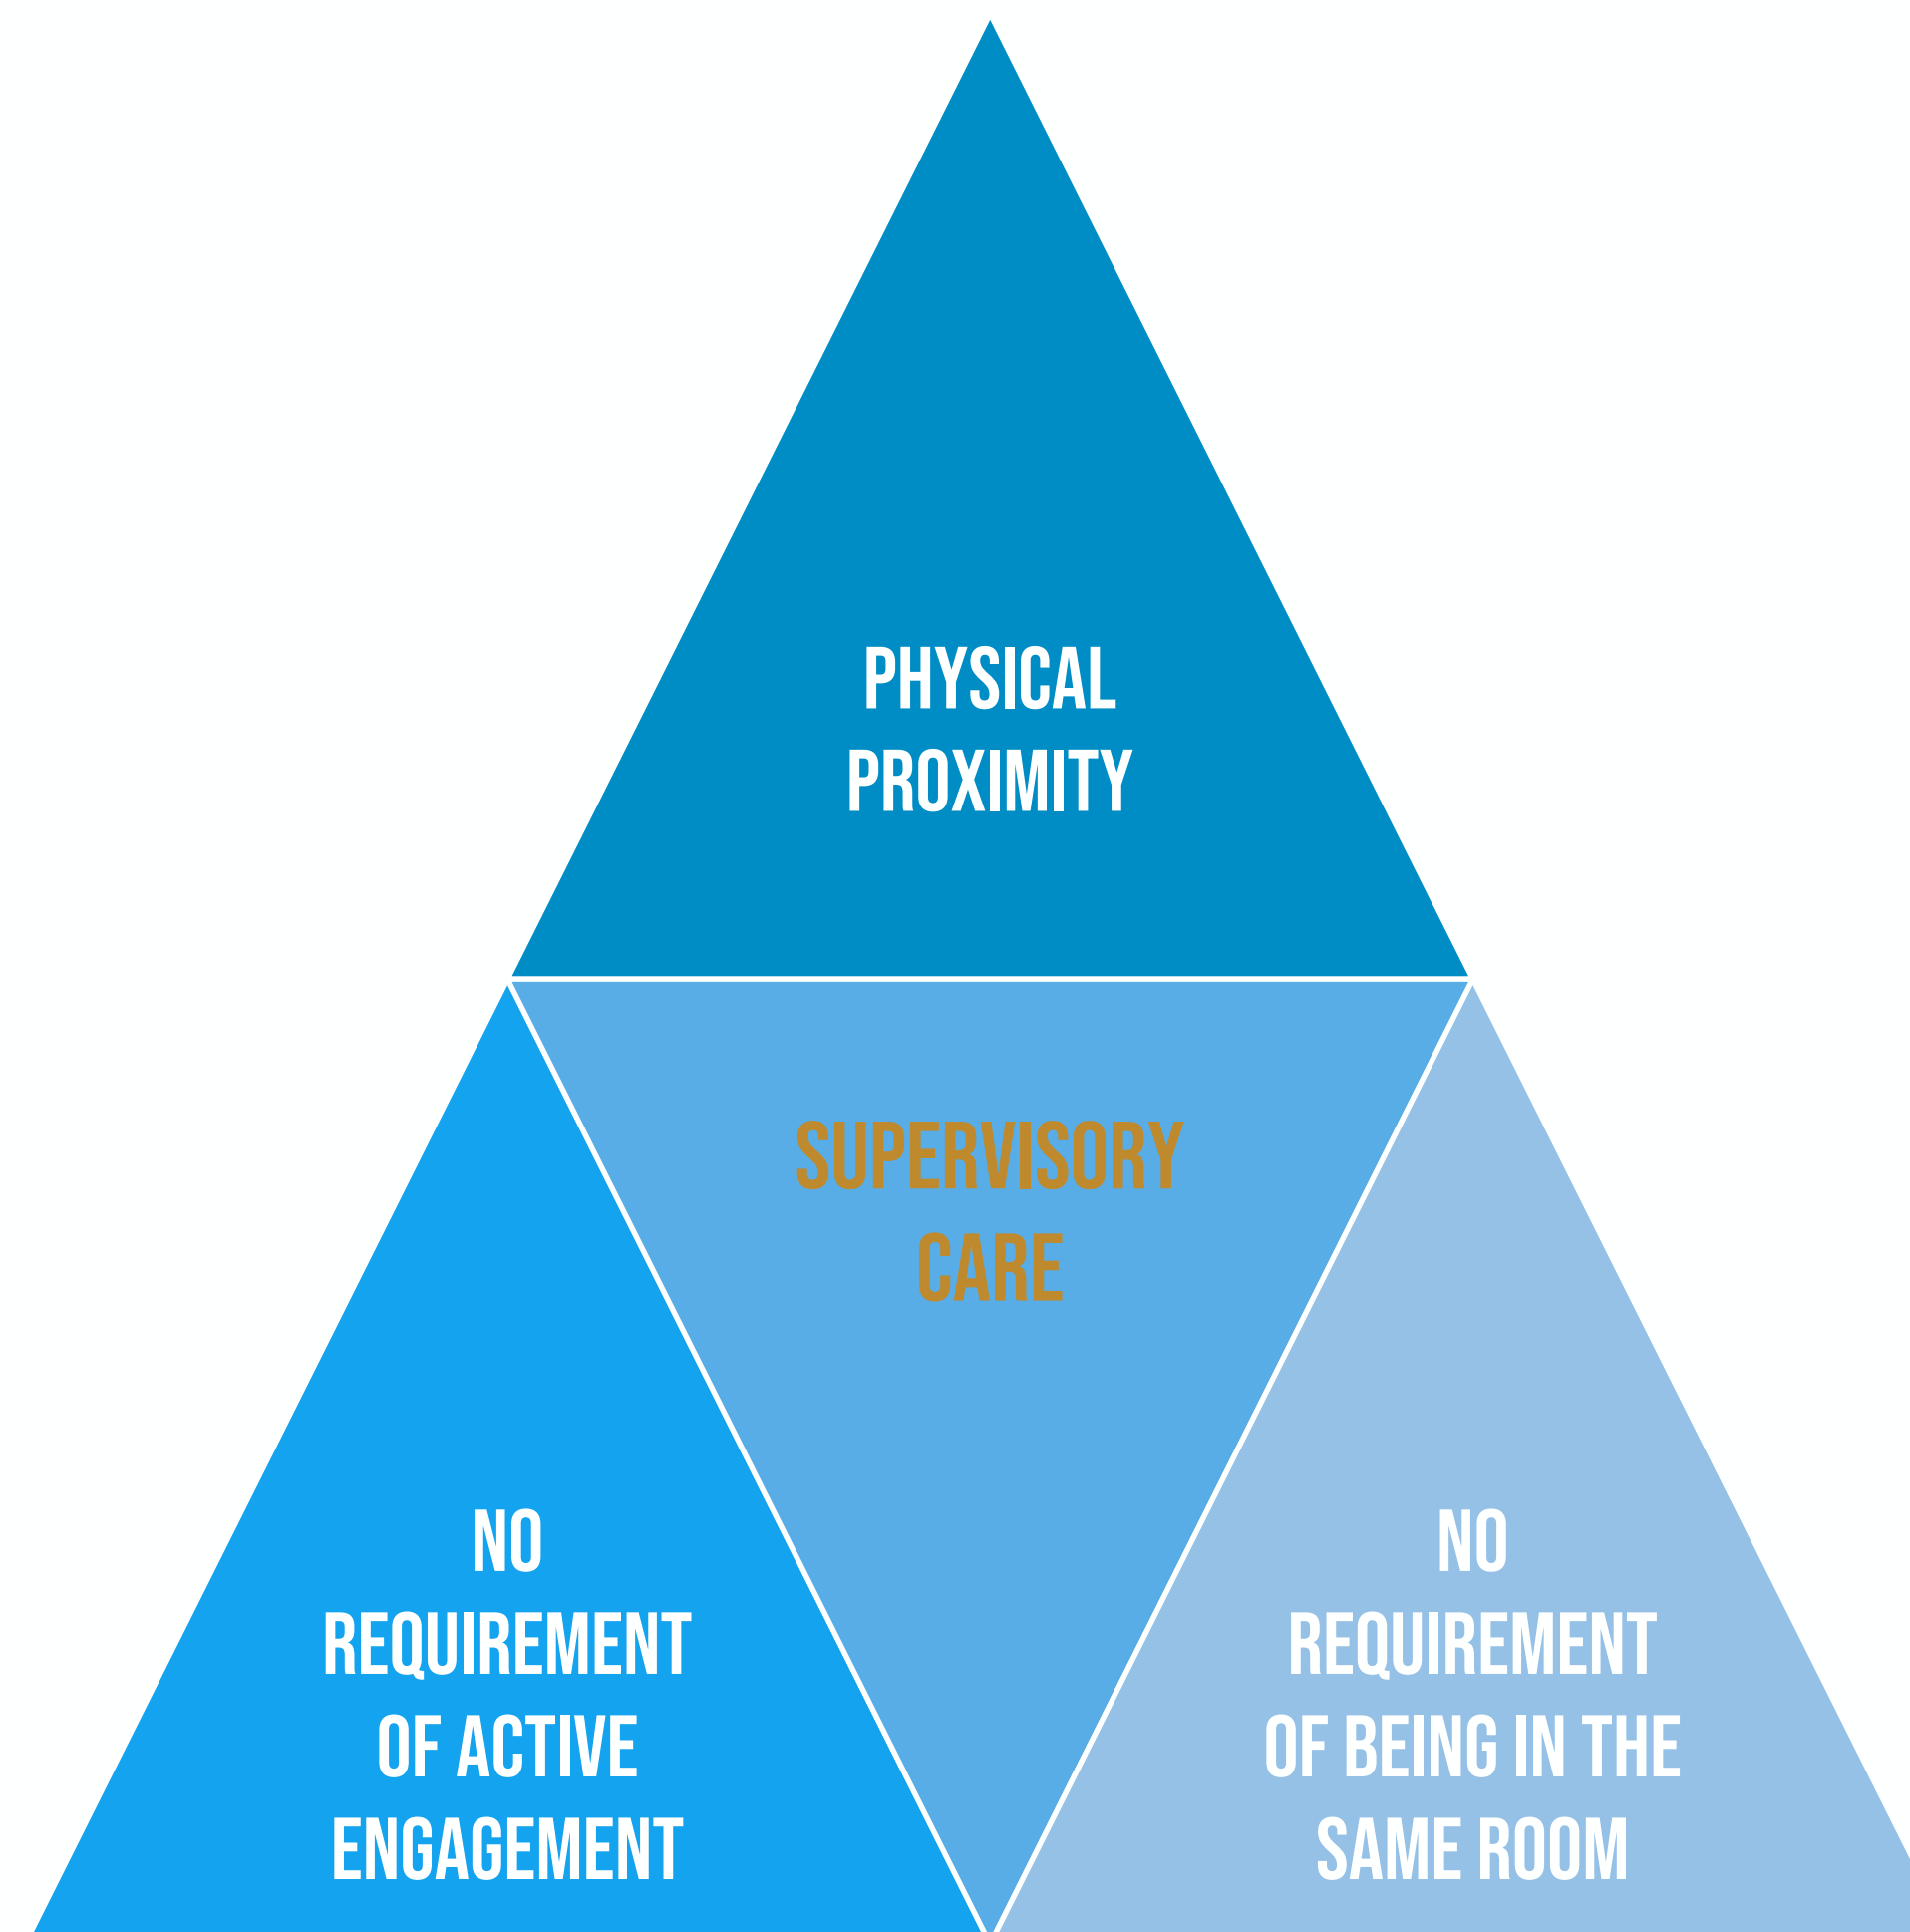 PHYSICAL
PROXIMITY
SUPERVISORY
CARE
NO
REQUIREMENT
OF ACTIVE
ENGAGEMENT
NO
REQUIREMENT
OF BEING IN THE
SAME ROOM